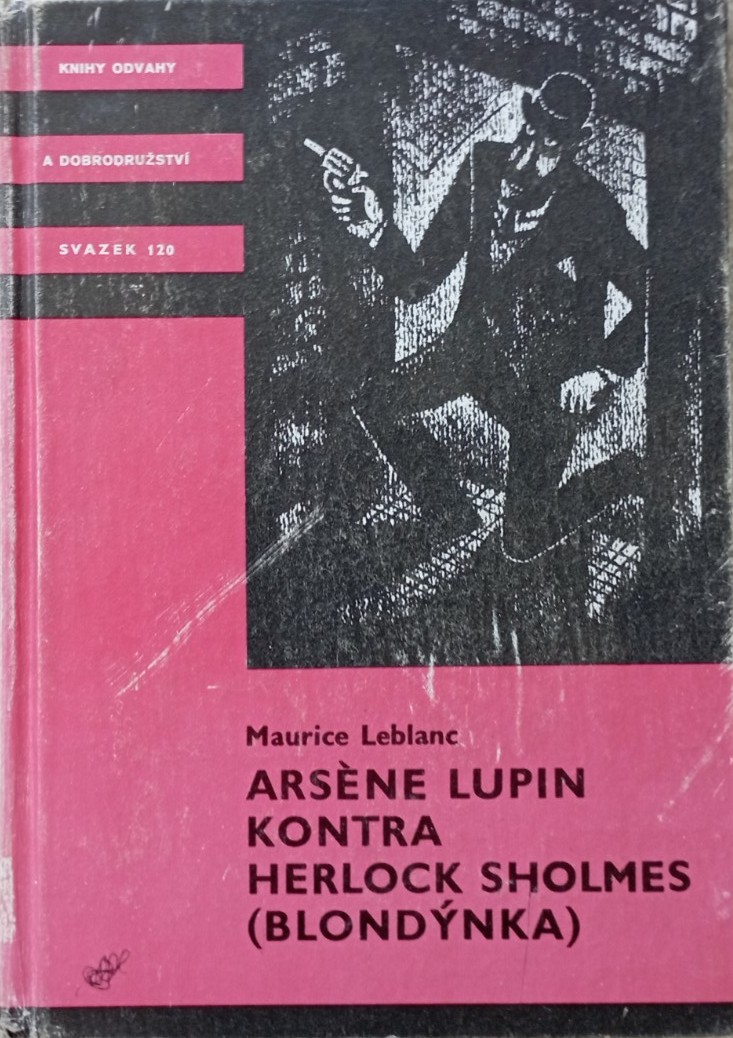 KNIHY ODVAHY
A DOBRODRUŽSTVÍ
SVAZEK 120
Maurice Leblanc
ARSÈNE LUPIN
KONTRA
HERLOCK SHOLMES
(BLONDÝNKA)